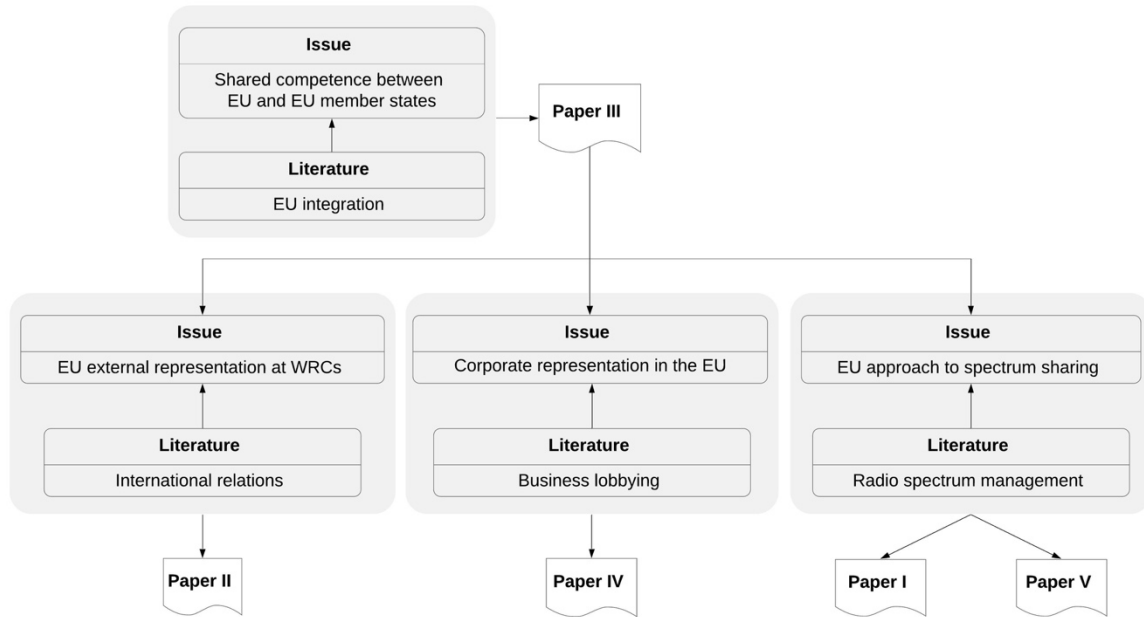 Issue
Shared competence between
EU and EU member states
Literature
EU integration
Paper III
Issue
EU external representation at WRCs
Literature
International relations
Issue
Corporate representation in the EU
Literature
Business lobbying
Issue
EU approach to spectrum sharing
Literature
Radio spectrum management
Paper II
Paper IV
Paper I
Paper V